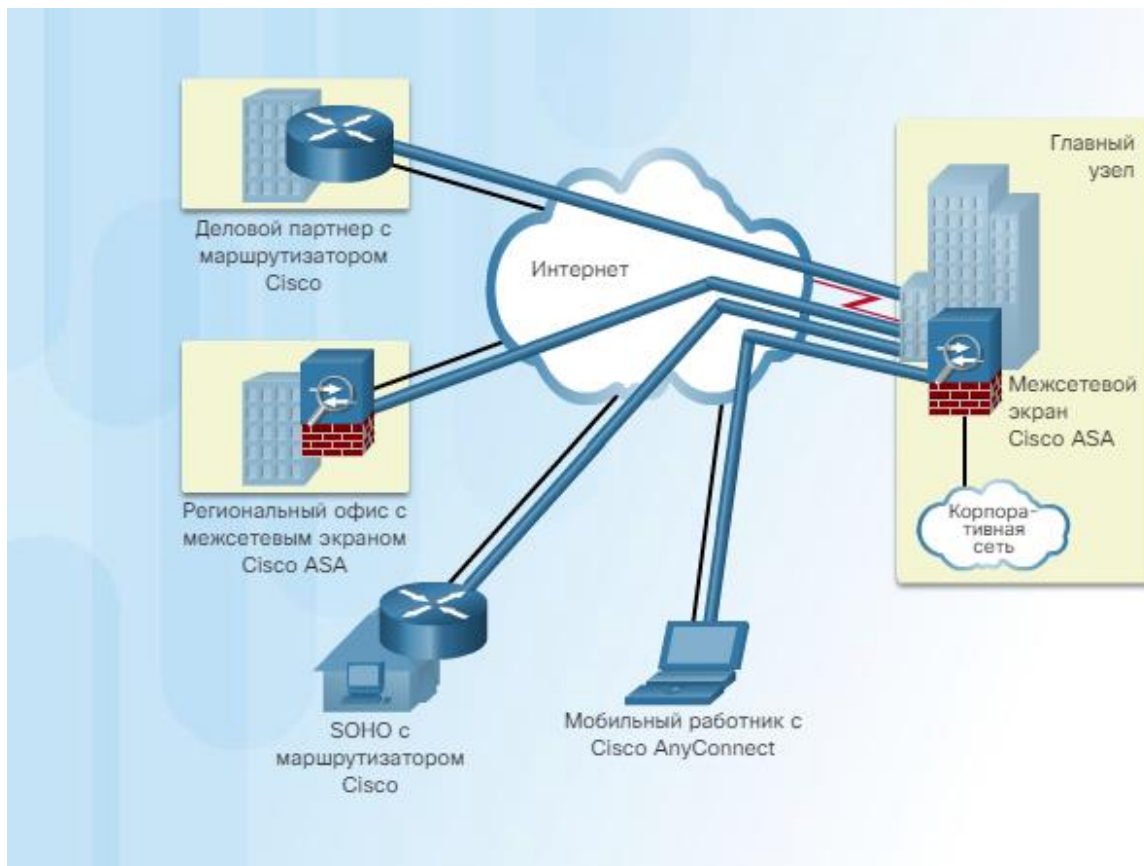 Главный
узел
Деловой партнер с
маршрутизатором
Cisco
Интернет
Межсетевой
экран
Cisco ASA
Корпора-
тивная
сеть
Региональный офис с
межсетевым экраном
Cisco ASA
SOHO с
маршрутизатором
Cisco
Мобильный работник с
Cisco AnyConnect